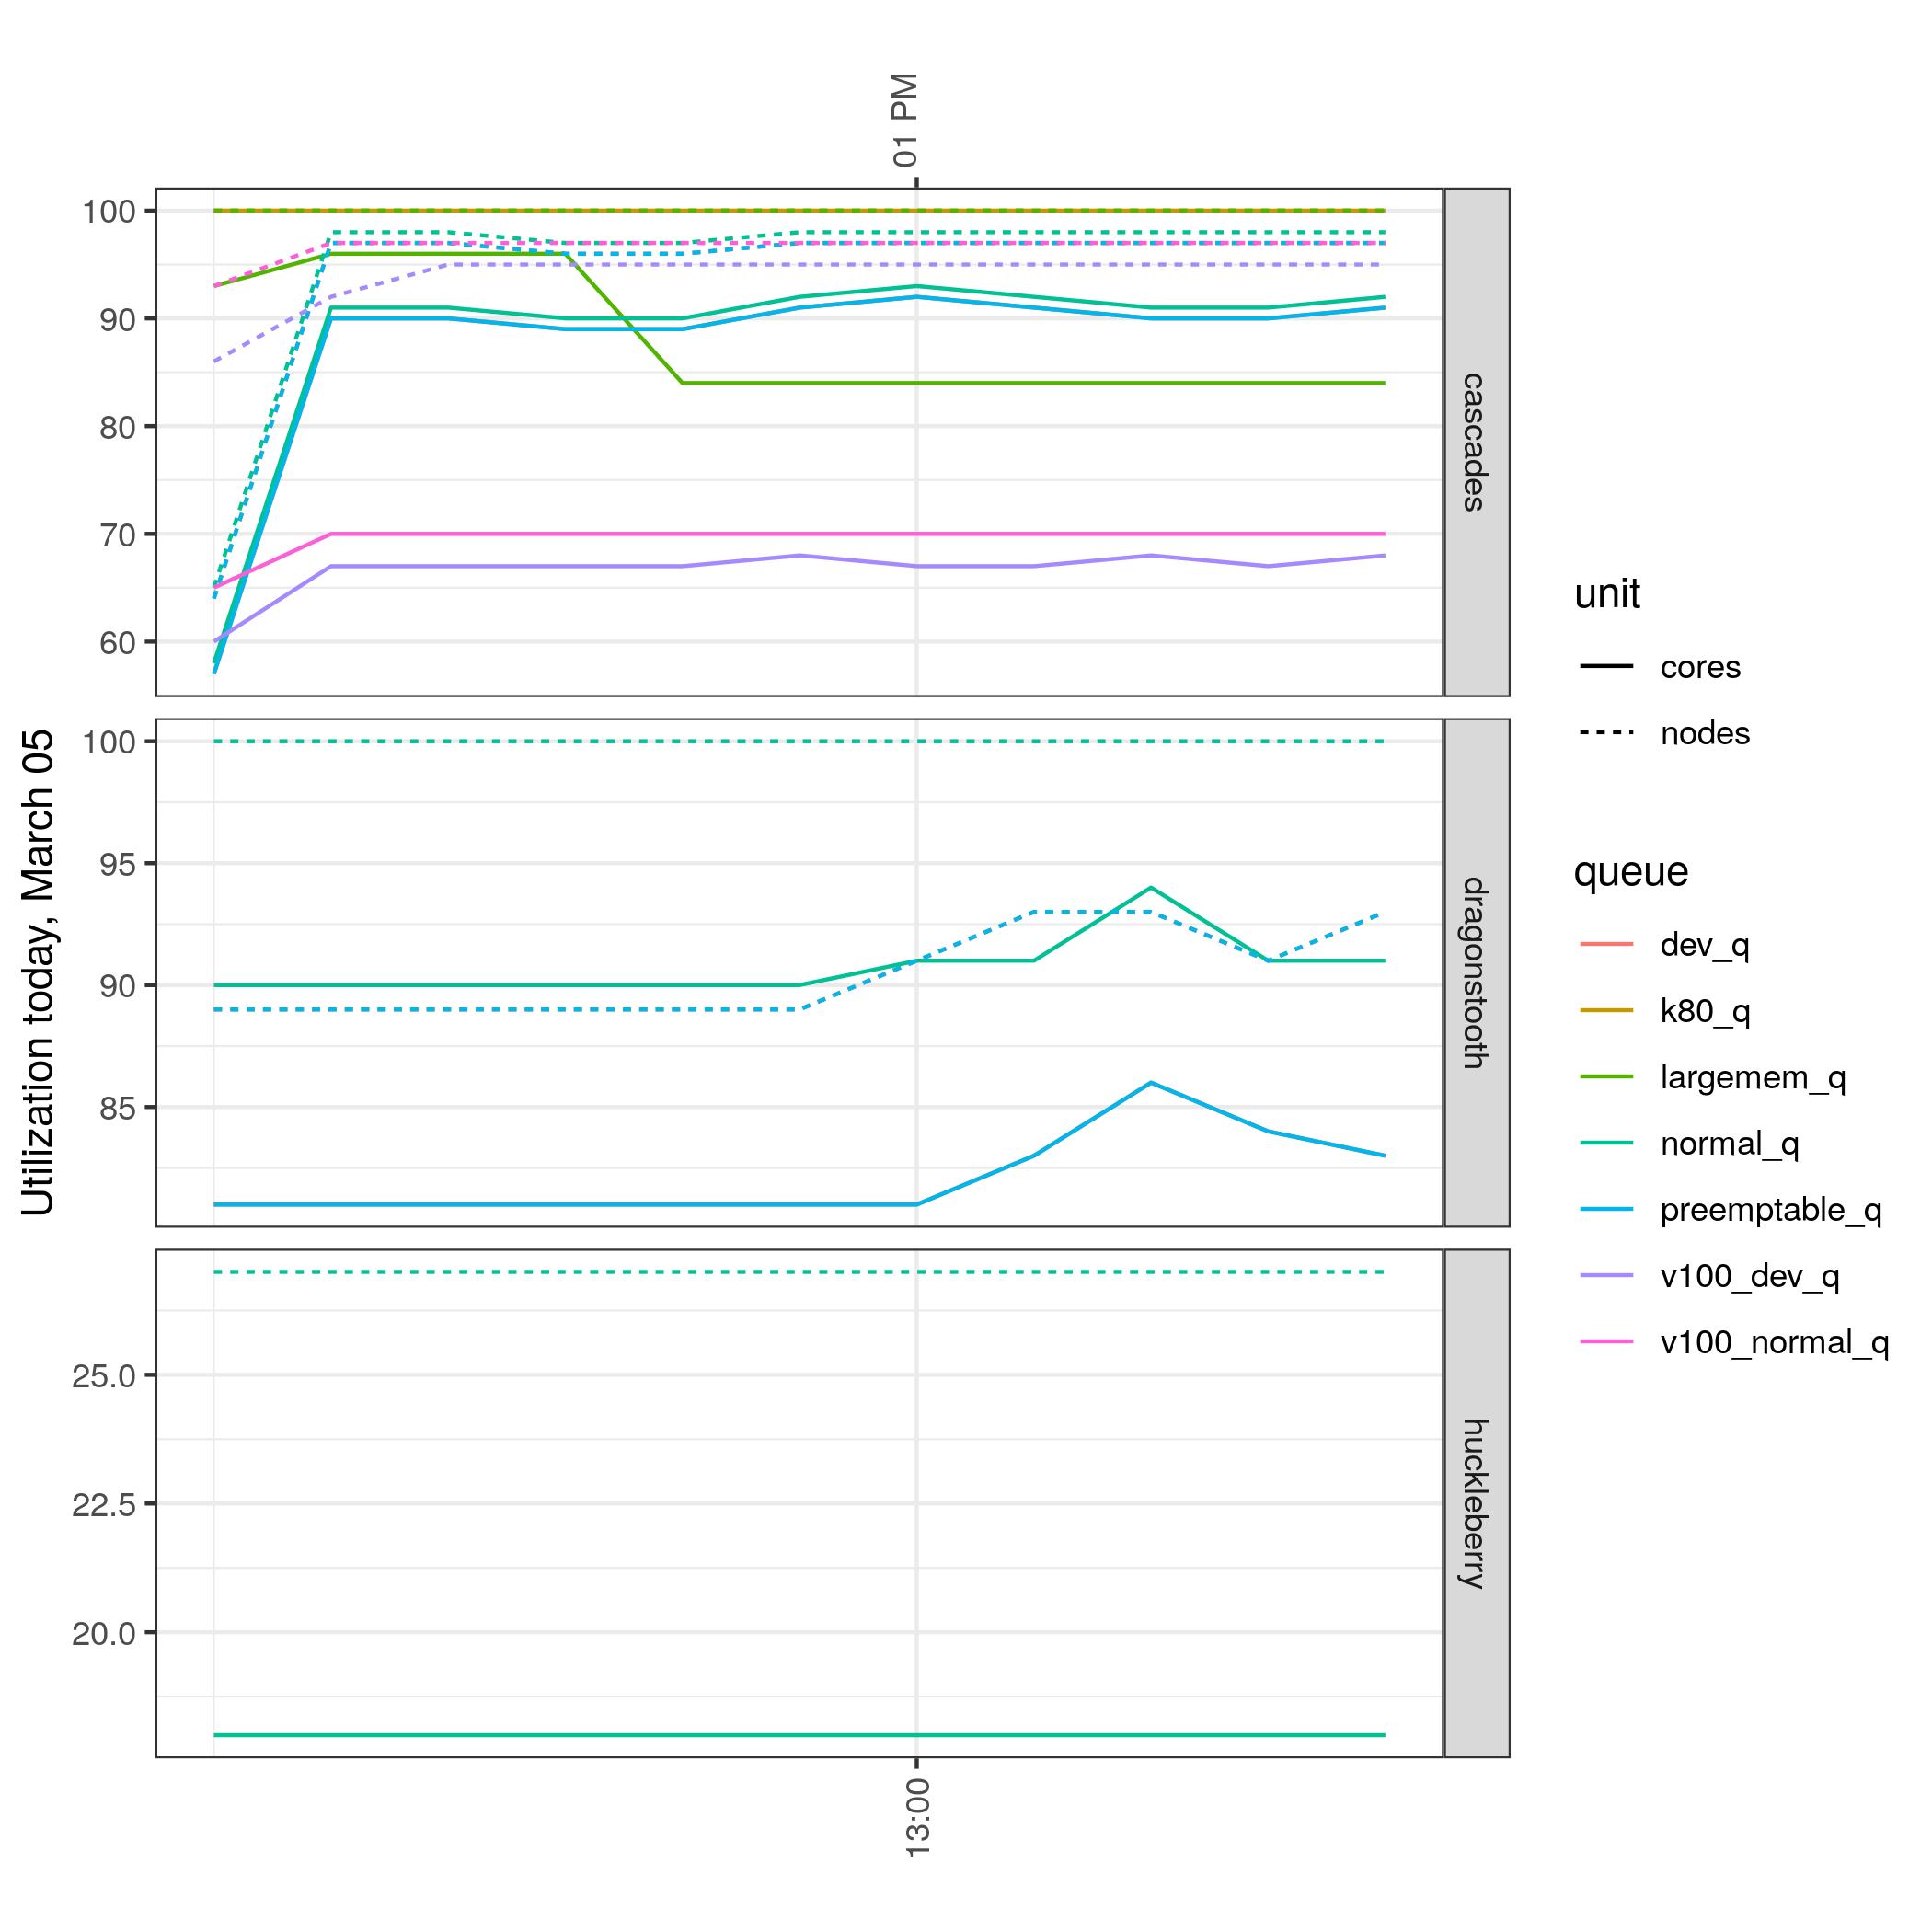 01 PM
Utilization today, March 05
100
90
80
70
60
cascades
100
95
90
85
dragonstooth
25.0
22.5
20.0
huckleberry
13:00
unit
cores
nodes
queue
dev_q
k80_q
largemem_q
normal_q
preemptable_q
v100_dev_q
v100_normal_q